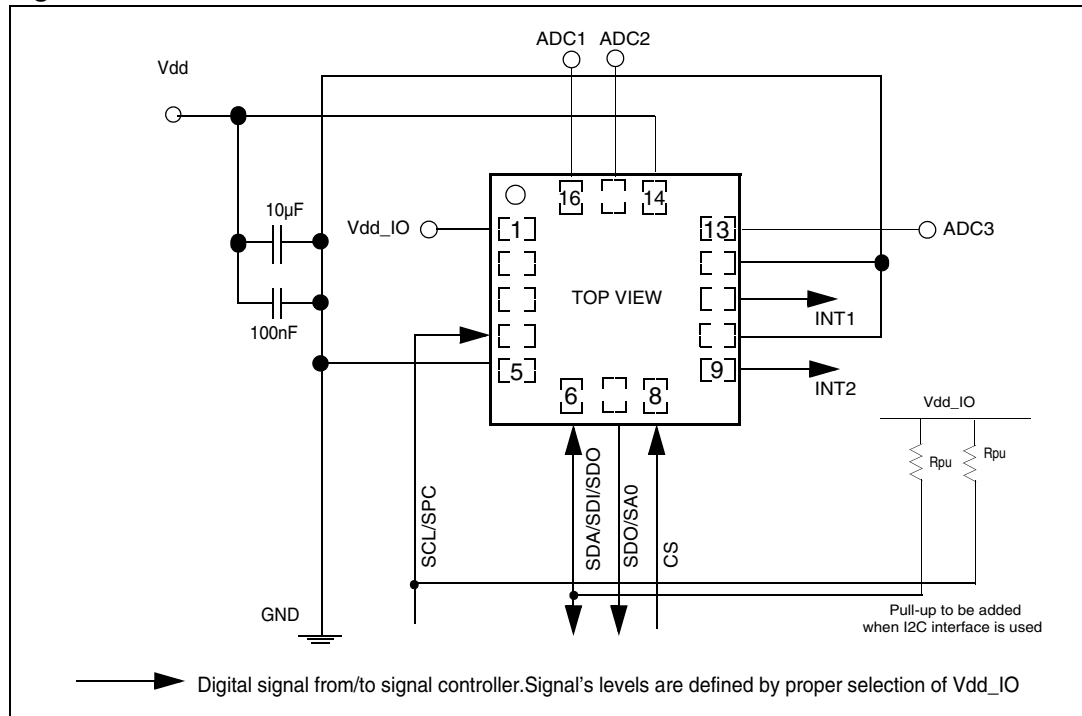 ADC1 ADC2
Vdd
16
14
10µF
Vdd_IO
1
13
ADC3
TOP VIEW
INT1
100nF
5
9
INT2
6
8
Vdd_IO
Rpu
Rpu
SCL/SPC
SDA/SDI/SDO
SDO/SA0
CS
GND
Pull-up to be added
when I2C interface is used
Digital signal from/to signal controller.Signal's levels are defined by proper selection of Vdd_IO